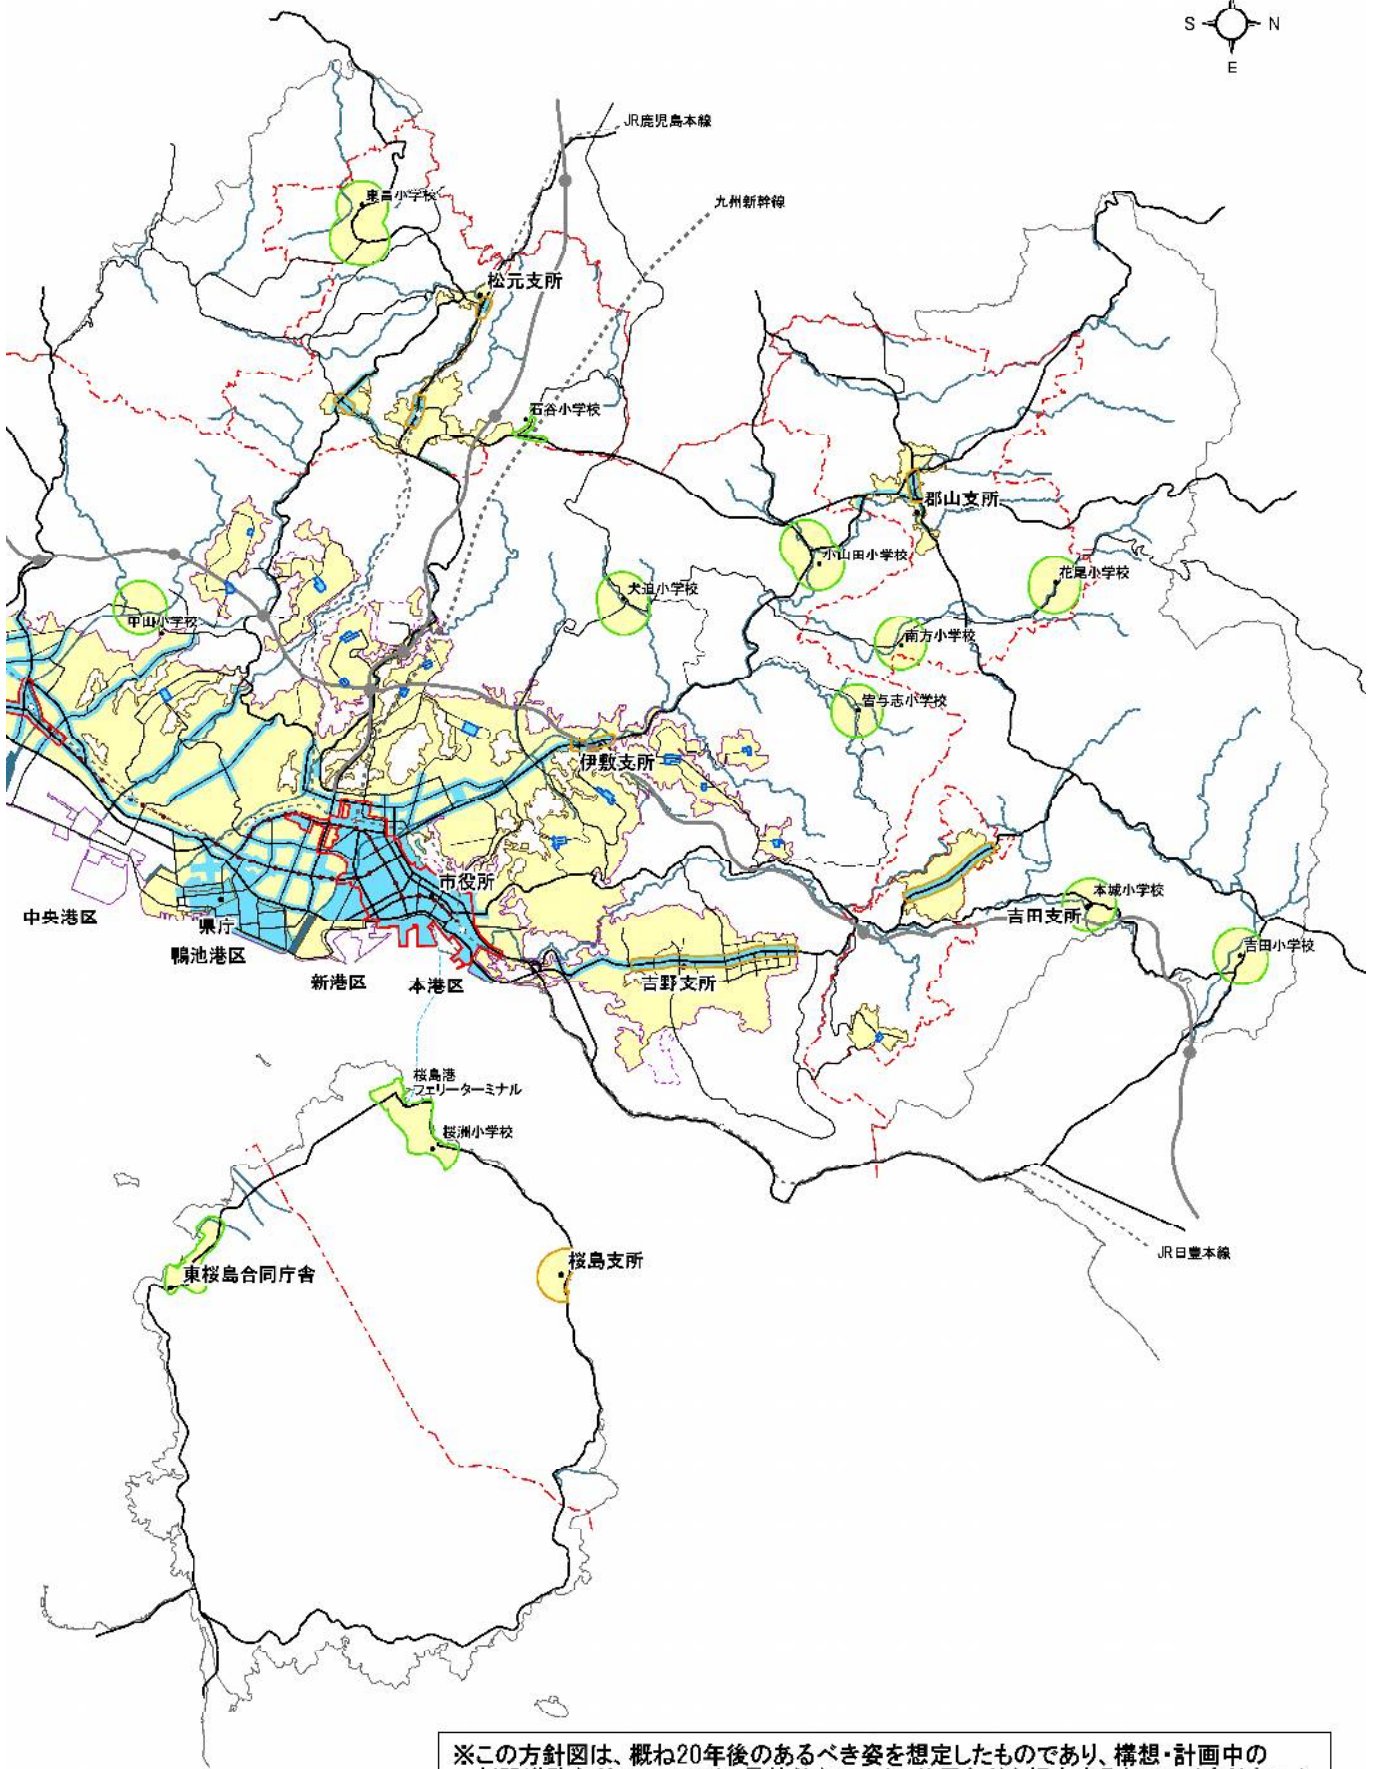 S
N
E
JR鹿児島本線
東昌小学校
九州新幹線
松元支所
石谷小学校
郡山支所
小山田小学校
花尾小学校
犬迫小学校
中山小学校
南方小学校
皆与志小学校
伊敷支所
市役所
本城小学校
吉田支所
中央港区
県庁
鴨池港区
吉田小学校
新港区
本港区
吉野支所
桜島港
フェリーターミナル
桜洲小学校
JR日豊本線
桜島支所
東桜島合同庁舎
※この方針図は、概ね20年後のあるべき姿を想定したものであり、構想・計画中の